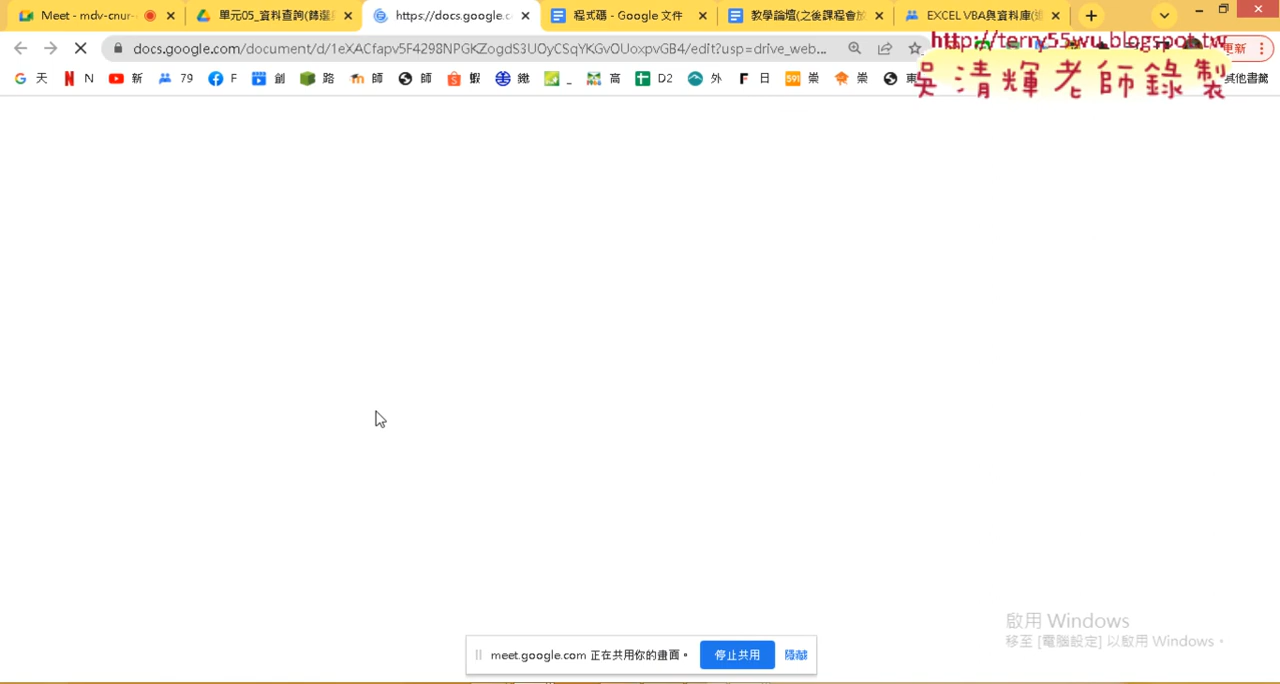 Meet - mdv-cnur-
單元05_資料查詢(篩選
https://docs.google.c
程式碼 - Google 文件
教學論壇(之後課程會放
EXCEL VBA與資料庫(進
docs.google.com/document/d/1eXACfapv5F4298NPGKZogdS3UOyCSqYKGvOUoxpvGB4/edit?usp=drive_web...
更新
http://terry55wu.blogspot.tw
吳清輝老師錄製
G 天 N N 新 79 F 創 路 師 師 蝦 鐵 _ 高 D2 外 F 日 591 崇 崇 東 其他書籤
啟用 Windows
移至 [電腦設定] 以啟用 Windows。
meet.google.com 正在共用你的畫面。 停止共用 隱藏